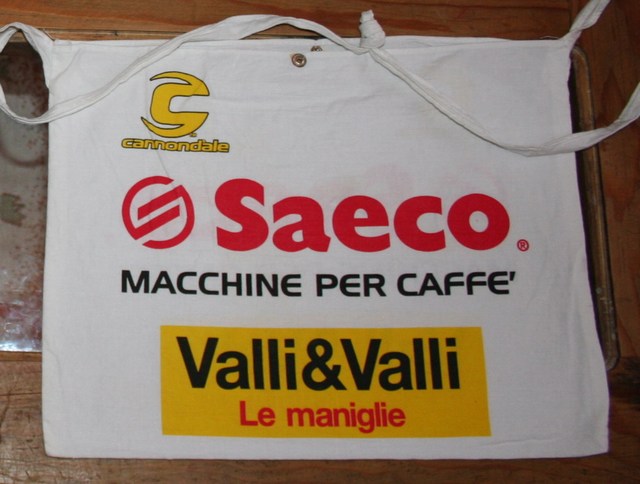 cannondale
Saeco®
MACCHINE PER CAFFE'
Valli&Valli
Le maniglie